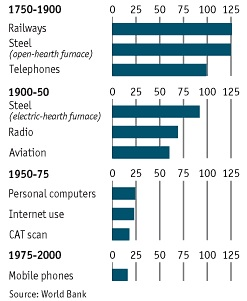 1750-1900 0 25 50 75 100 125
Railways
Steel
(open-hearth furnace)
Telephones
1900-50 0 25 50 75 100 125
Steel
(electric-hearth furnace)
Radio
Aviation
1950-75 0 25 50 75 100 125
Personal computers
Internet use
CAT scan
1975-2000 0 25 50 75 100 125
Mobile phones
Source: World Bank